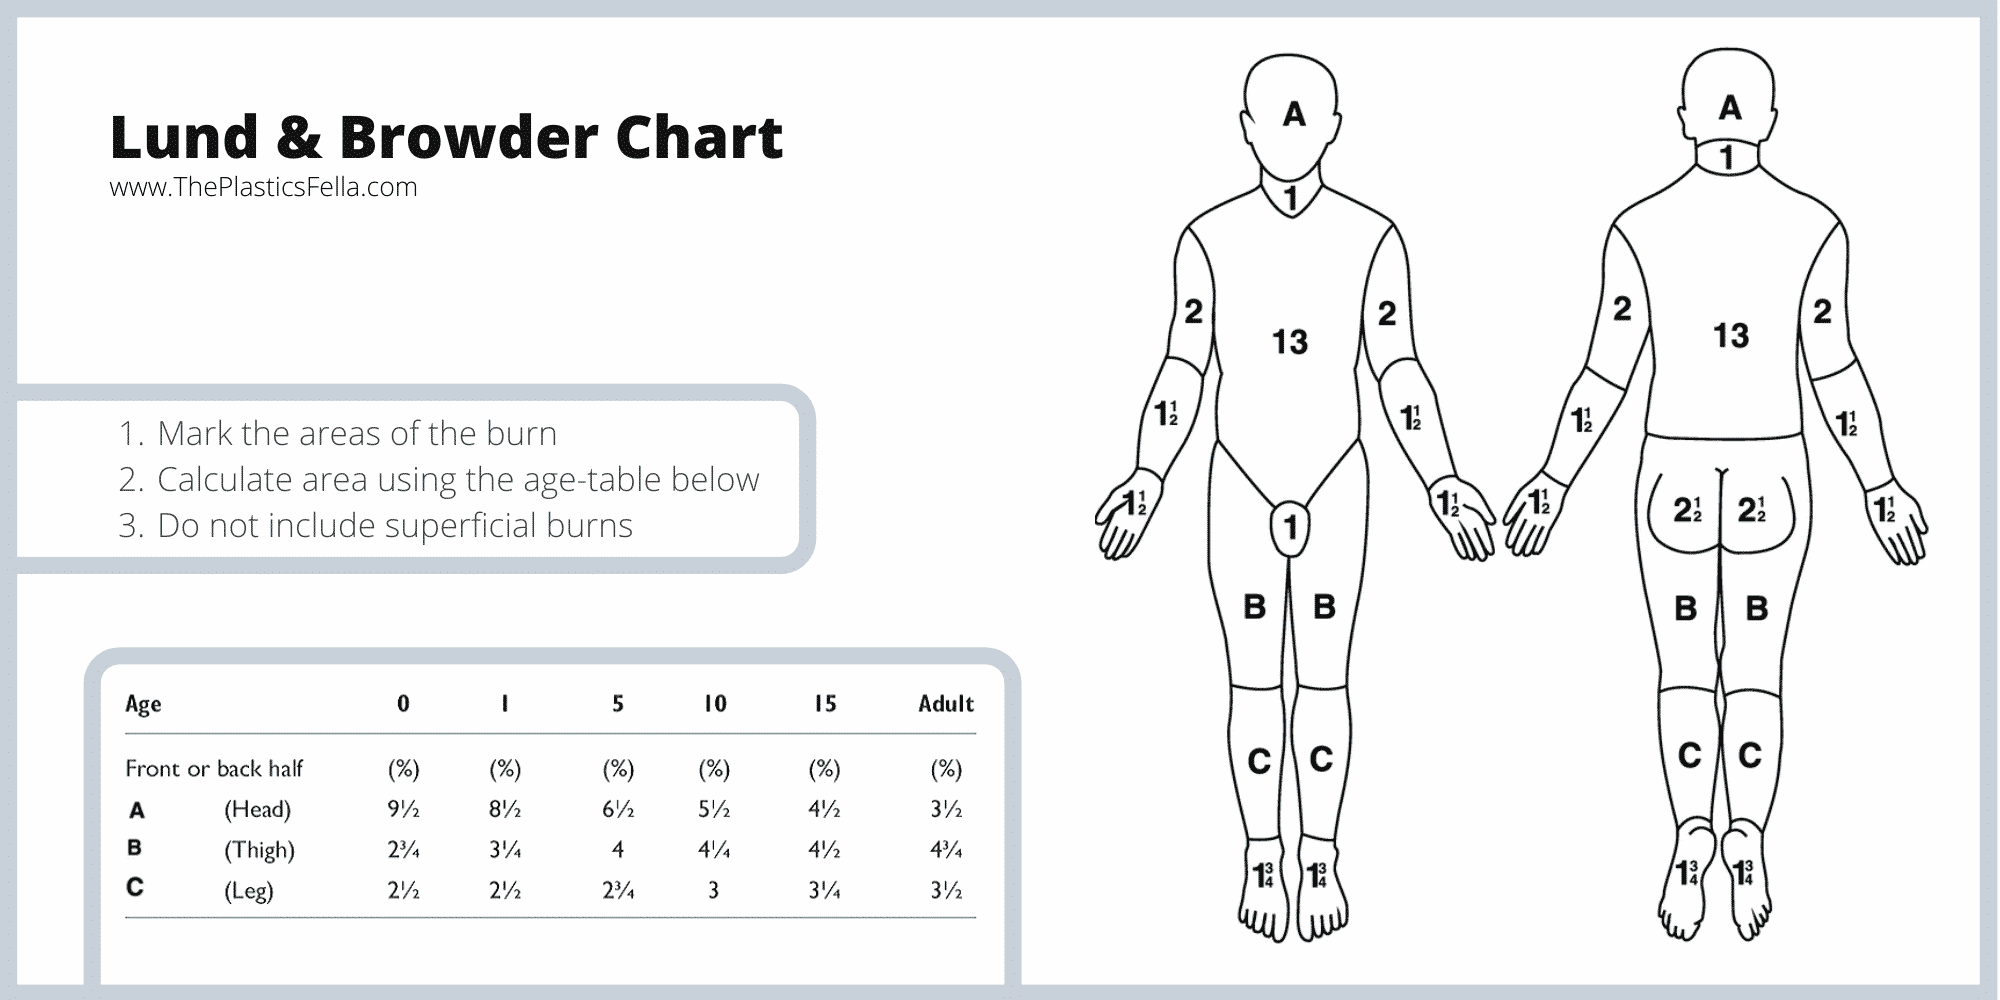 Lund & Browder Chart
www.ThePlasticsFella.com
1. Mark the areas of the burn
2. Calculate area using the age-table below
3. Do not include superficial burns
Age 0 1 5 10 15 Adult
Front or back half (%) (%) (%) (%) (%) (%)
A (Head) 9½ 8½ 6½ 5½ 4½ 3½
B (Thigh) 2¾ 3¼ 4 4¼ 4½ 4¾
C (Leg) 2½ 2½ 2¾ 3 3¼ 3½
A
1
2 13 2
1½ 1½
1½ 1½
1
B B
C C
1¾ 1¾
A
1
2 13 2
1½ 1½
1½ 2½ 2½ 1½
B B
C C
1¾ 1¾